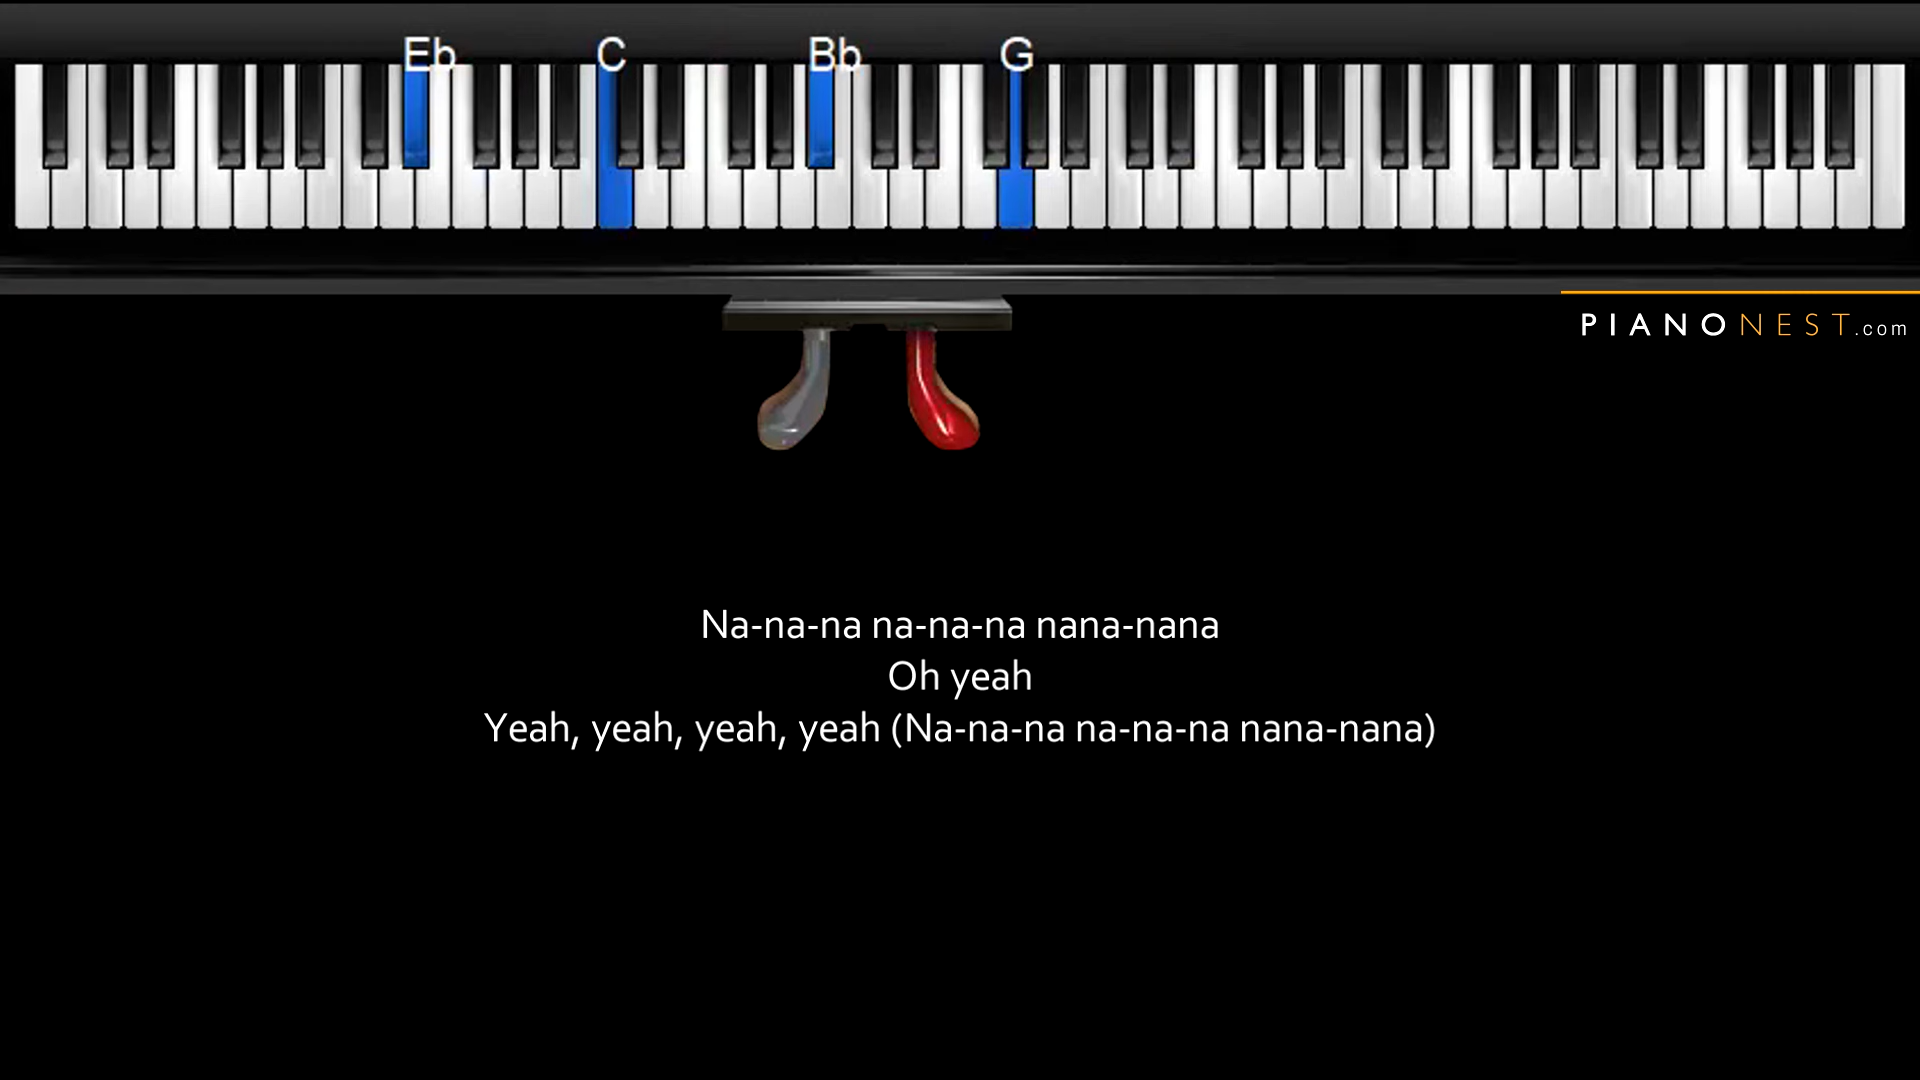 Eb C Bb G
PIANONEST.com
Na-na-na na-na-na nana-nana
Oh yeah
Yeah, yeah, yeah, yeah (Na-na-na na-na-na nana-nana)